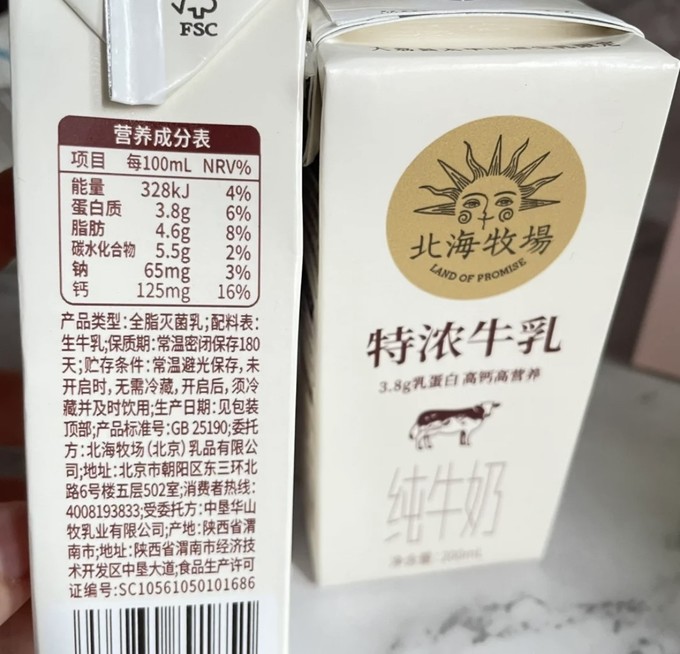 FSC
营养成分表
项目 每100mL NRV%
能量 328kJ 4%
蛋白质 3.8g 6%
脂肪 4.6g 8%
碳水化合物 5.5g 2%
钠 65mg 3%
钙 125mg 16%
产品类型:全脂灭菌乳;配料表:
生牛乳;保质期:常温密闭保存180
天;贮存条件:常温避光保存,未
开启时,无需冷藏,开启后,须冷
藏并及时饮用;生产日期:见包装
顶部;产品标准号:GB 25190;委托
方:北海牧场(北京)乳品有限公
司;地址:北京市朝阳区东三环北
路6号楼五层502室;消费者热线:
4008193833;受委托方:中垦华山
牧乳业有限公司;产地:陕西省渭
南市;地址:陕西省渭南市经济技
术开发区中垦大道;食品生产许可
证编号:SC10561050101686
北海牧場
LAND OF PROMISE
特浓牛乳
3.8g乳蛋白 高钙高营养
纯牛奶
净含量:200mL